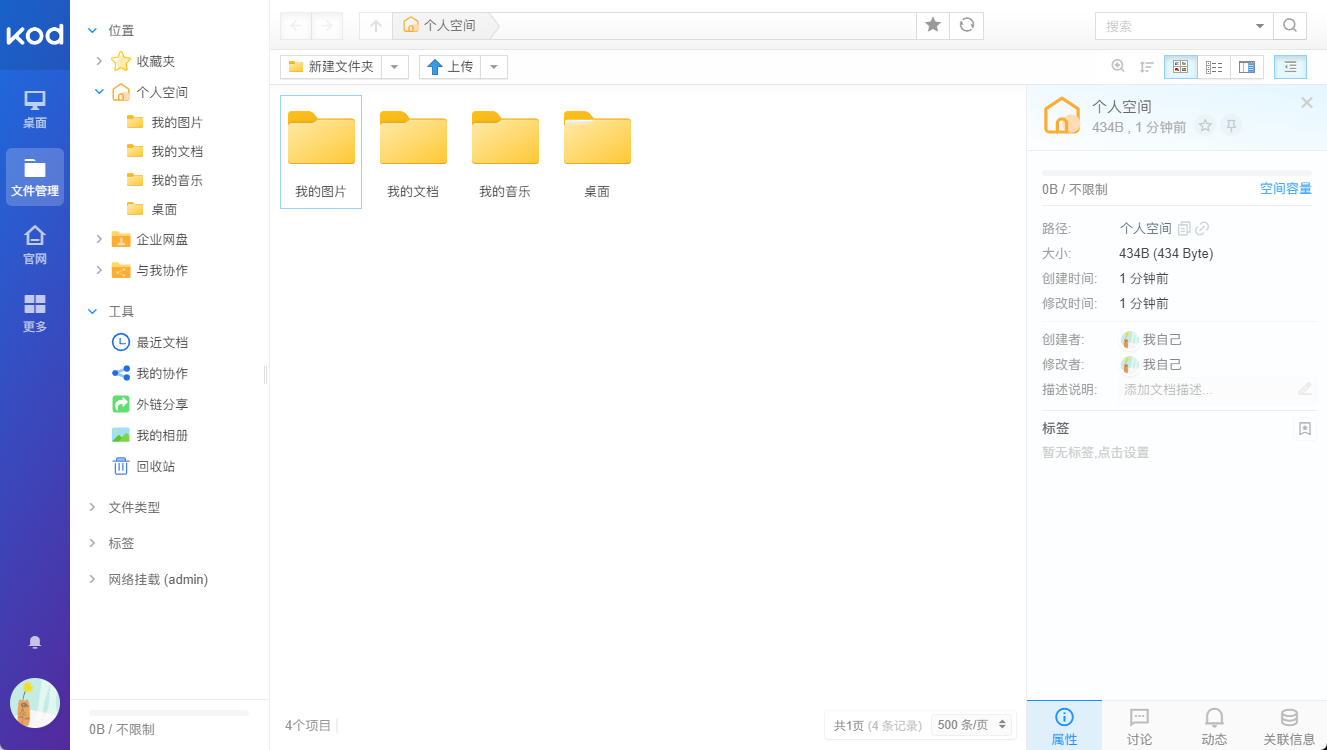 kod
桌面
文件管理
官网
更多
位置
收藏夹
个人空间
我的图片
我的文档
我的音乐
桌面
企业网盘
与我协作
工具
最近文档
我的协作
外链分享
我的相册
回收站
文件类型
标签
网络挂载 (admin)
0B / 不限制
个人空间
搜索
新建文件夹
上传
我的图片
我的文档
我的音乐
桌面
4个项目
共1页 (4 条记录)
500 条/页
个人空间
434B , 1 分钟前
0B / 不限制
空间容量
路径: 个人空间
大小: 434B (434 Byte)
创建时间: 1 分钟前
修改时间: 1 分钟前
创建者: 我自己
修改者: 我自己
描述说明: 添加文档描述...
标签
暂无标签,点击设置
属性
讨论
动态
关联信息